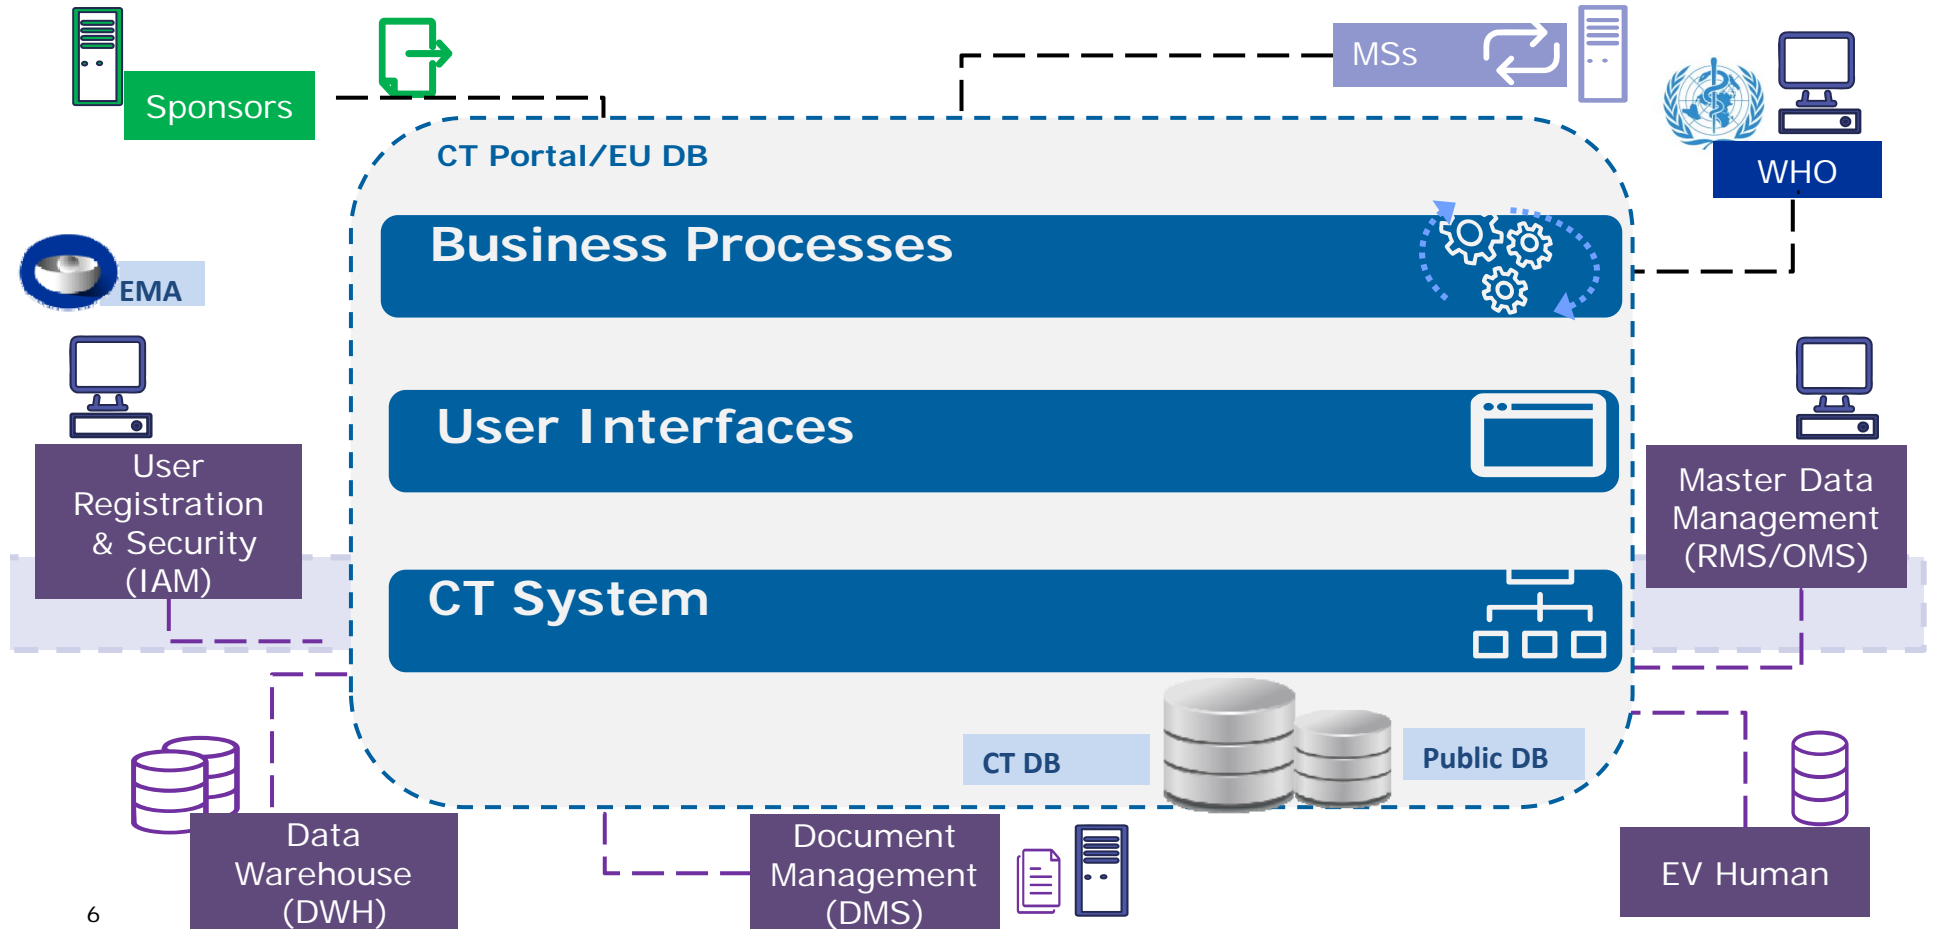 Sponsors
MSs
WHO
CT Portal/EU DB
Business Processes
EMA
User Interfaces
User
Registration
& Security
(IAM)
Master Data
Management
(RMS/OMS)
CT System
CT DB
Public DB
Data
Warehouse
(DWH)
Document
Management
(DMS)
EV Human
6